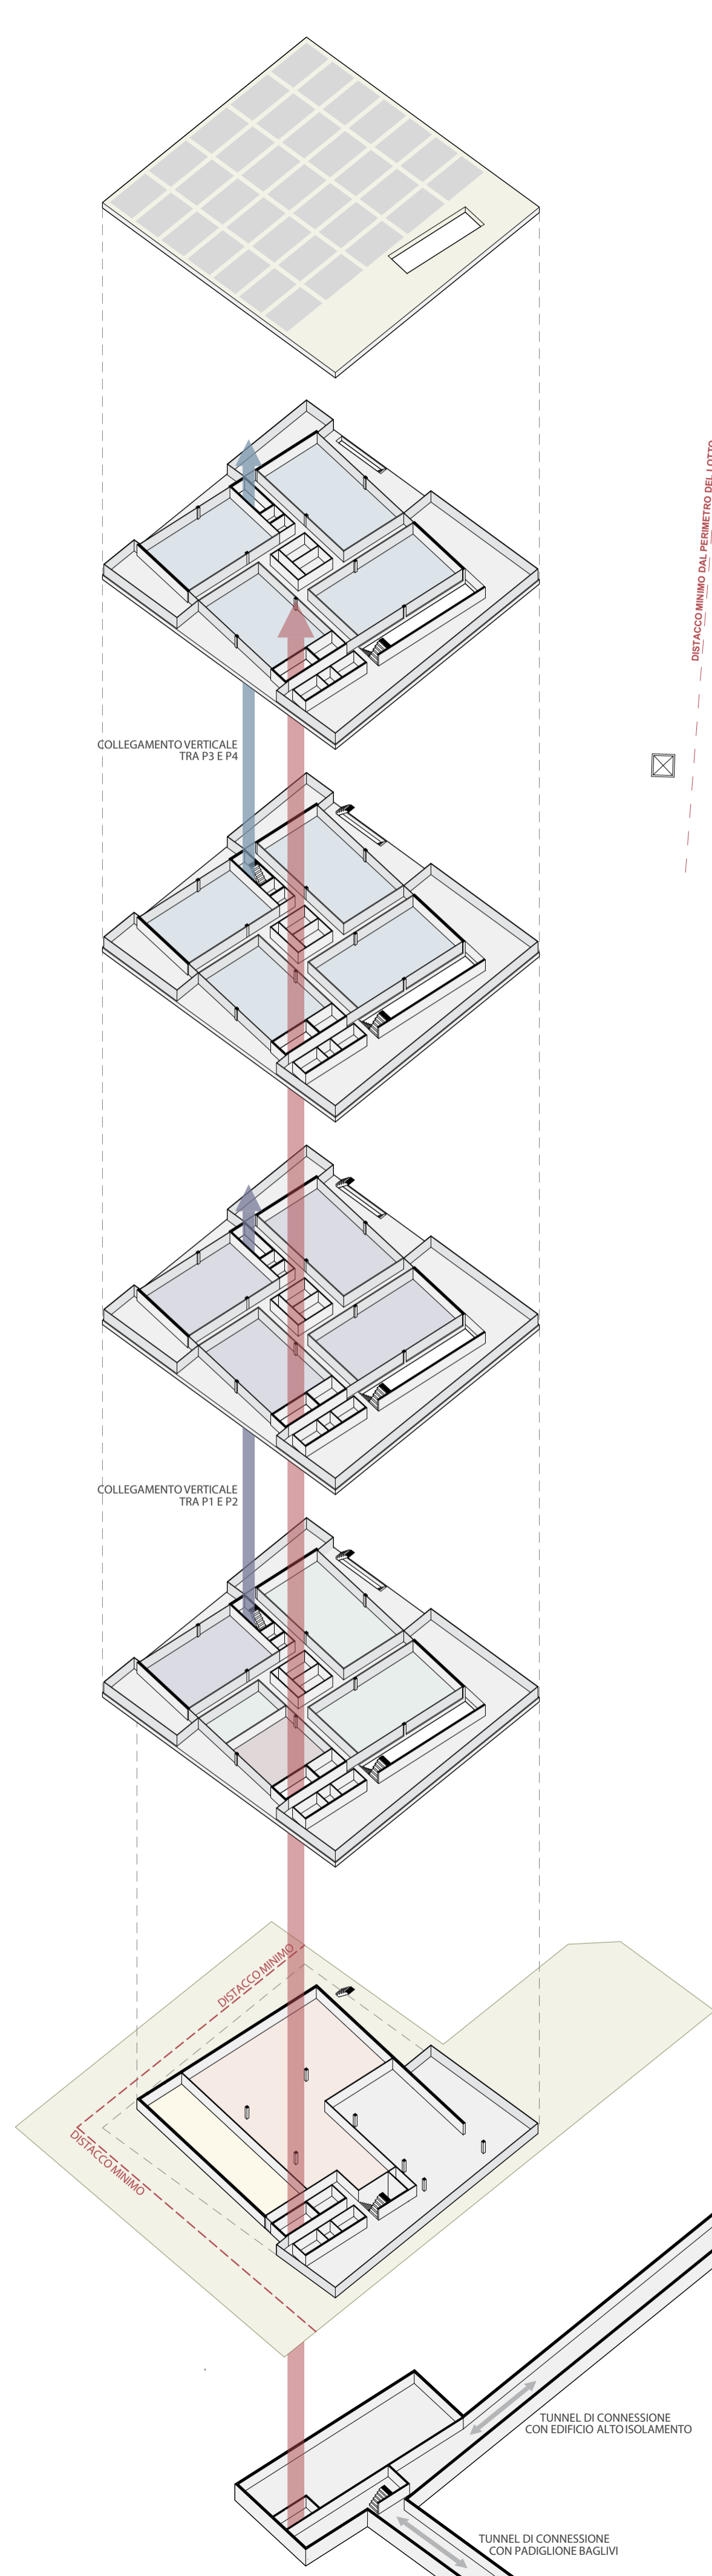 DISTACCO MINIMO DAL PERIMETRO DEL LOTTO
COLLEGAMENTO VERTICALE
TRA P3 E P4
COLLEGAMENTO VERTICALE
TRA P1 E P2
DISTACCO MINIMO
DISTACCO MINIMO
TUNNEL DI CONNESSIONE
CON EDIFICIO ALTO ISOLAMENTO
TUNNEL DI CONNESSIONE
CON PADIGLIONE BAGLIVI